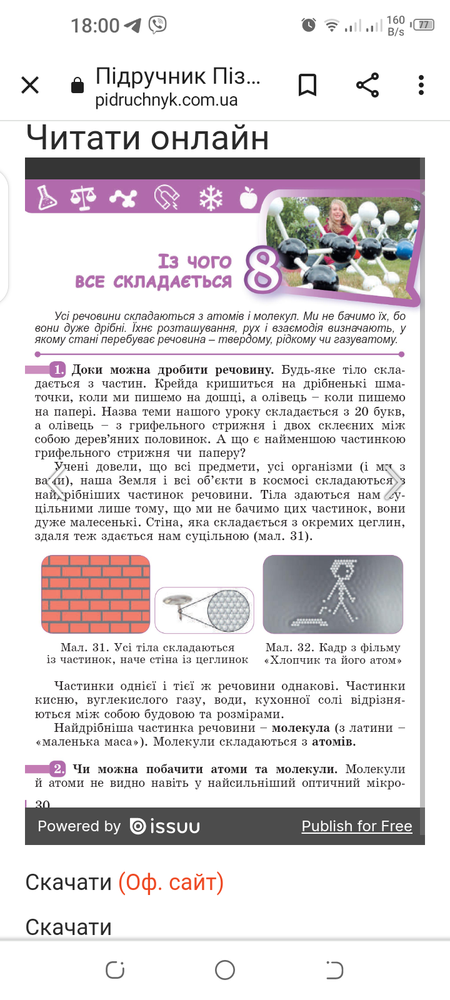 18:00
160
B/s
77
Підручник Піз...
pidruchnyk.com.ua
Читати онлайн
ІЗ ЧОГО
ВСЕ СКЛАДАЄТЬСЯ
8
Усі речовини складаються з атомів і молекул. Ми не бачимо їх, бо
вони дуже дрібні. Їхнє розташування, рух і взаємодія визначають, у
якому стані перебуває речовина – твердому, рідкому чи газуватому.
1. Доки можна дробити речовину. Будь-яке тіло скла-
дається з частин. Крейда кришиться на дрібненькі шма-
точки, коли ми пишемо на дошці, а олівець – коли пишемо
на папері. Назва теми нашого уроку складається з 20 букв,
а олівець – з грифельного стрижня і двох склеєних між
собою дерев’яних половинок. А що є найменшою частинкою
грифельного стрижня чи паперу?
Учені довели, що всі предмети, усі організми (і ми з
вами), наша Земля і всі об’єкти в космосі складаються з
найдрібніших частинок речовини. Тіла здаються нам су-
цільними лише тому, що ми не бачимо цих частинок, вони
дуже малесенькі. Стіна, яка складається з окремих цеглин,
здаля теж здається нам суцільною (мал. 31).
Мал. 31. Усі тіла складаються
із частинок, наче стіна із цеглинок
Мал. 32. Кадр з фільму
«Хлопчик та його атом»
Частинки однієї і тієї ж речовини однакові. Частинки
кисню, вуглекислого газу, води, кухонної солі відрізня-
ються між собою будовою та розмірами.
Найдрібніша частинка речовини – молекула (з латини –
«маленька маса»). Молекули складаються з атомів.
2. Чи можна побачити атоми та молекули. Молекули
й атоми не видно навіть у найсильніший оптичний мікро-
30
Powered by issuu
Publish for Free
Скачати (Оф. сайт)
Скачати